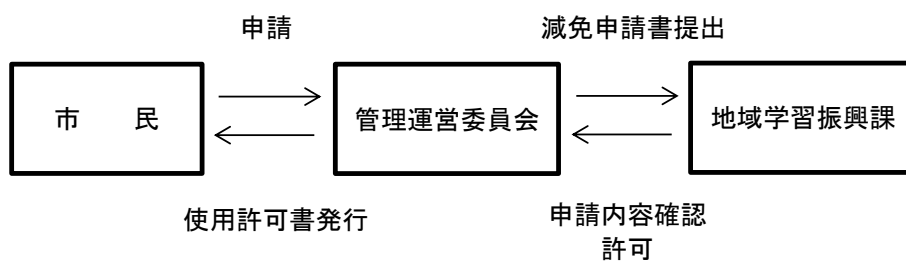 申請
減免申請書提出
市　　民
管理運営委員会
地域学習振興課
使用許可書発行
申請内容確認
許可